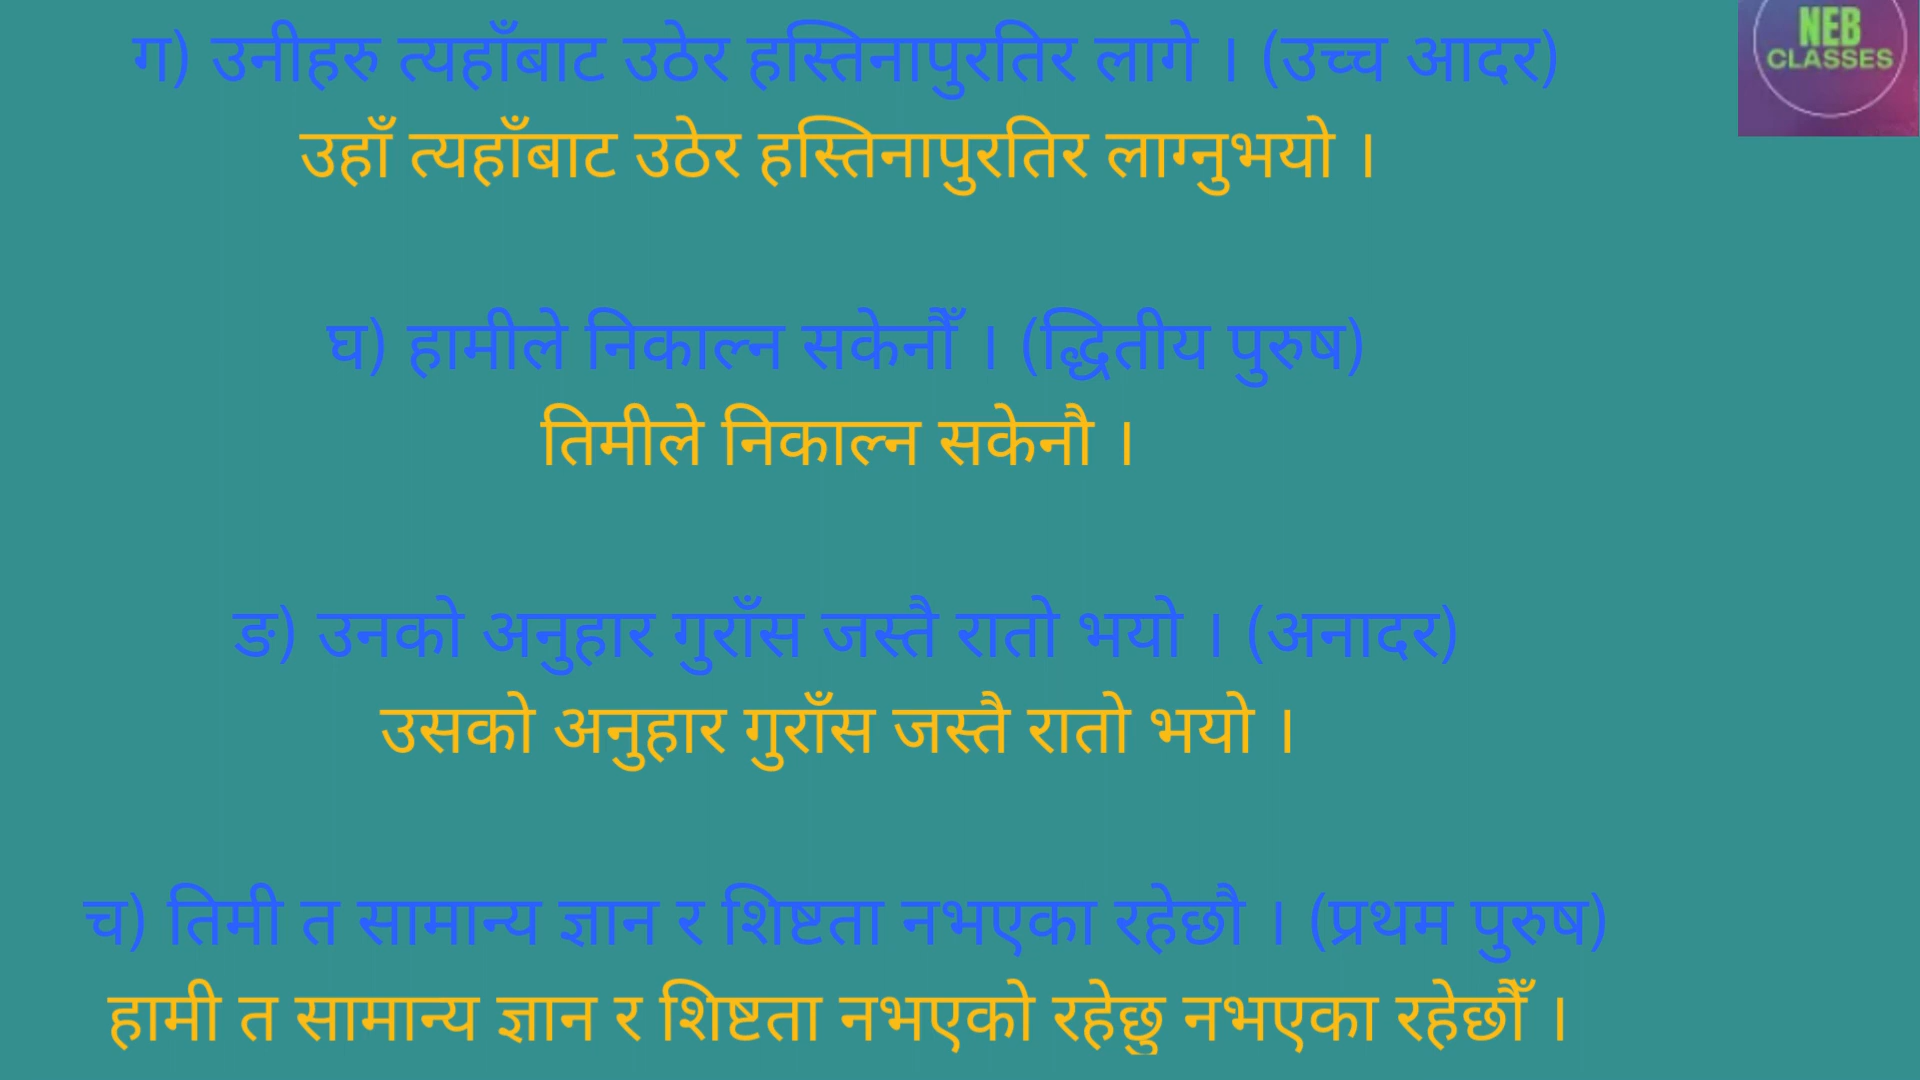 ग) उनीहरु त्यहाँबाट उठेर हस्तिनापुरतिर लागे । (उच्च आदर)
NEB
CLASSES
उहाँ त्यहाँबाट उठेर हस्तिनापुरतिर लाग्नुभयो ।
घ) हामीले निकाल्न सकेनौँ । (द्धितीय पुरुष)
तिमीले निकाल्न सकेनौ ।
ङ) उनको अनुहार गुराँस जस्तै रातो भयो । (अनादर)
उसको अनुहार गुराँस जस्तै रातो भयो ।
च) तिमी त सामान्य ज्ञान र शिष्टता नभएका रहेछौ । (प्रथम पुरुष)
हामी त सामान्य ज्ञान र शिष्टता नभएको रहेछु नभएका रहेछौँ ।